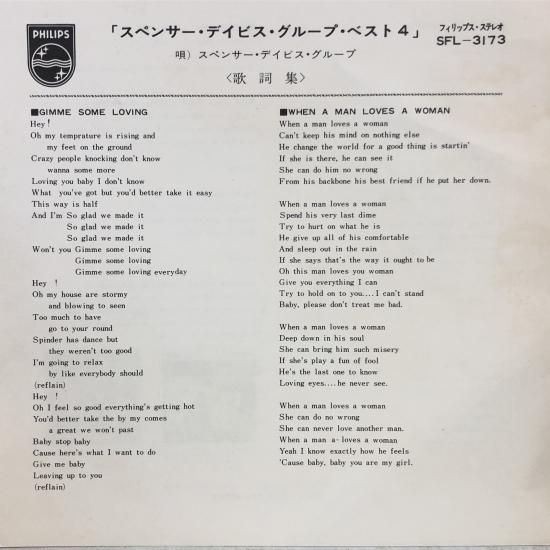 PHILIPS
「スペンサー・デイビス・グループ・ベスト4」
フィリップス・ステレオ
SFL-3173
唄）スペンサー・デイビス・グループ
〈歌詞集〉
■GIMME SOME LOVING
Hey!
Oh my temprature is rising and
my feet on the ground
Crazy people knocking don't know
wanna some more
Loving you baby I don't know
What you've got but you'd better take it easy
This way is half
And I'm So glad we made it
So glad we made it
So glad we made it
Won't you Gimme some loving
Gimme some loving
Gimme some loving everyday
Hey !
Oh my house are stormy
and blowing to seen
Too much to have
go to your round
Spinder has dance but
they weren't too good
I'm going to relax
by like everybody should
(reflain)
Hey !
Oh I feel so good everything's getting hot
You'd better take the by my comes
a great we won't past
Baby stop baby
Cause here's what I want to do
Give me baby
Leaving up to you
(reflain)
■WHEN A MAN LOVES A WOMAN
When a man loves a woman
Can't keep his mind on nothing else
He change the world for a good thing is startin'
If she is there, he can see it
She can do him no wrong
From his backbone his best friend if he put her down.
When a man loves a woman
Spend his very last dime
Try to hurt on what he is
He give up all of his comfortable
And sleep out in the rain
If she says that's the way it ought to be
Oh this man loves you woman
Give you everything I can
Try to hold on to you....I can't stand
Baby, please don't treat me bad.
When a man loves a woman
Deep down in his soul
She can bring him such misery
If she's play a fun of fool
He's the last one to know
Loving eyes....he never see.
When a man loves a woman
She can do no wrong
She can never love another man.
When a man a-loves a woman
Yeah I know exactly how he feels
'Cause baby, baby you are my girl.